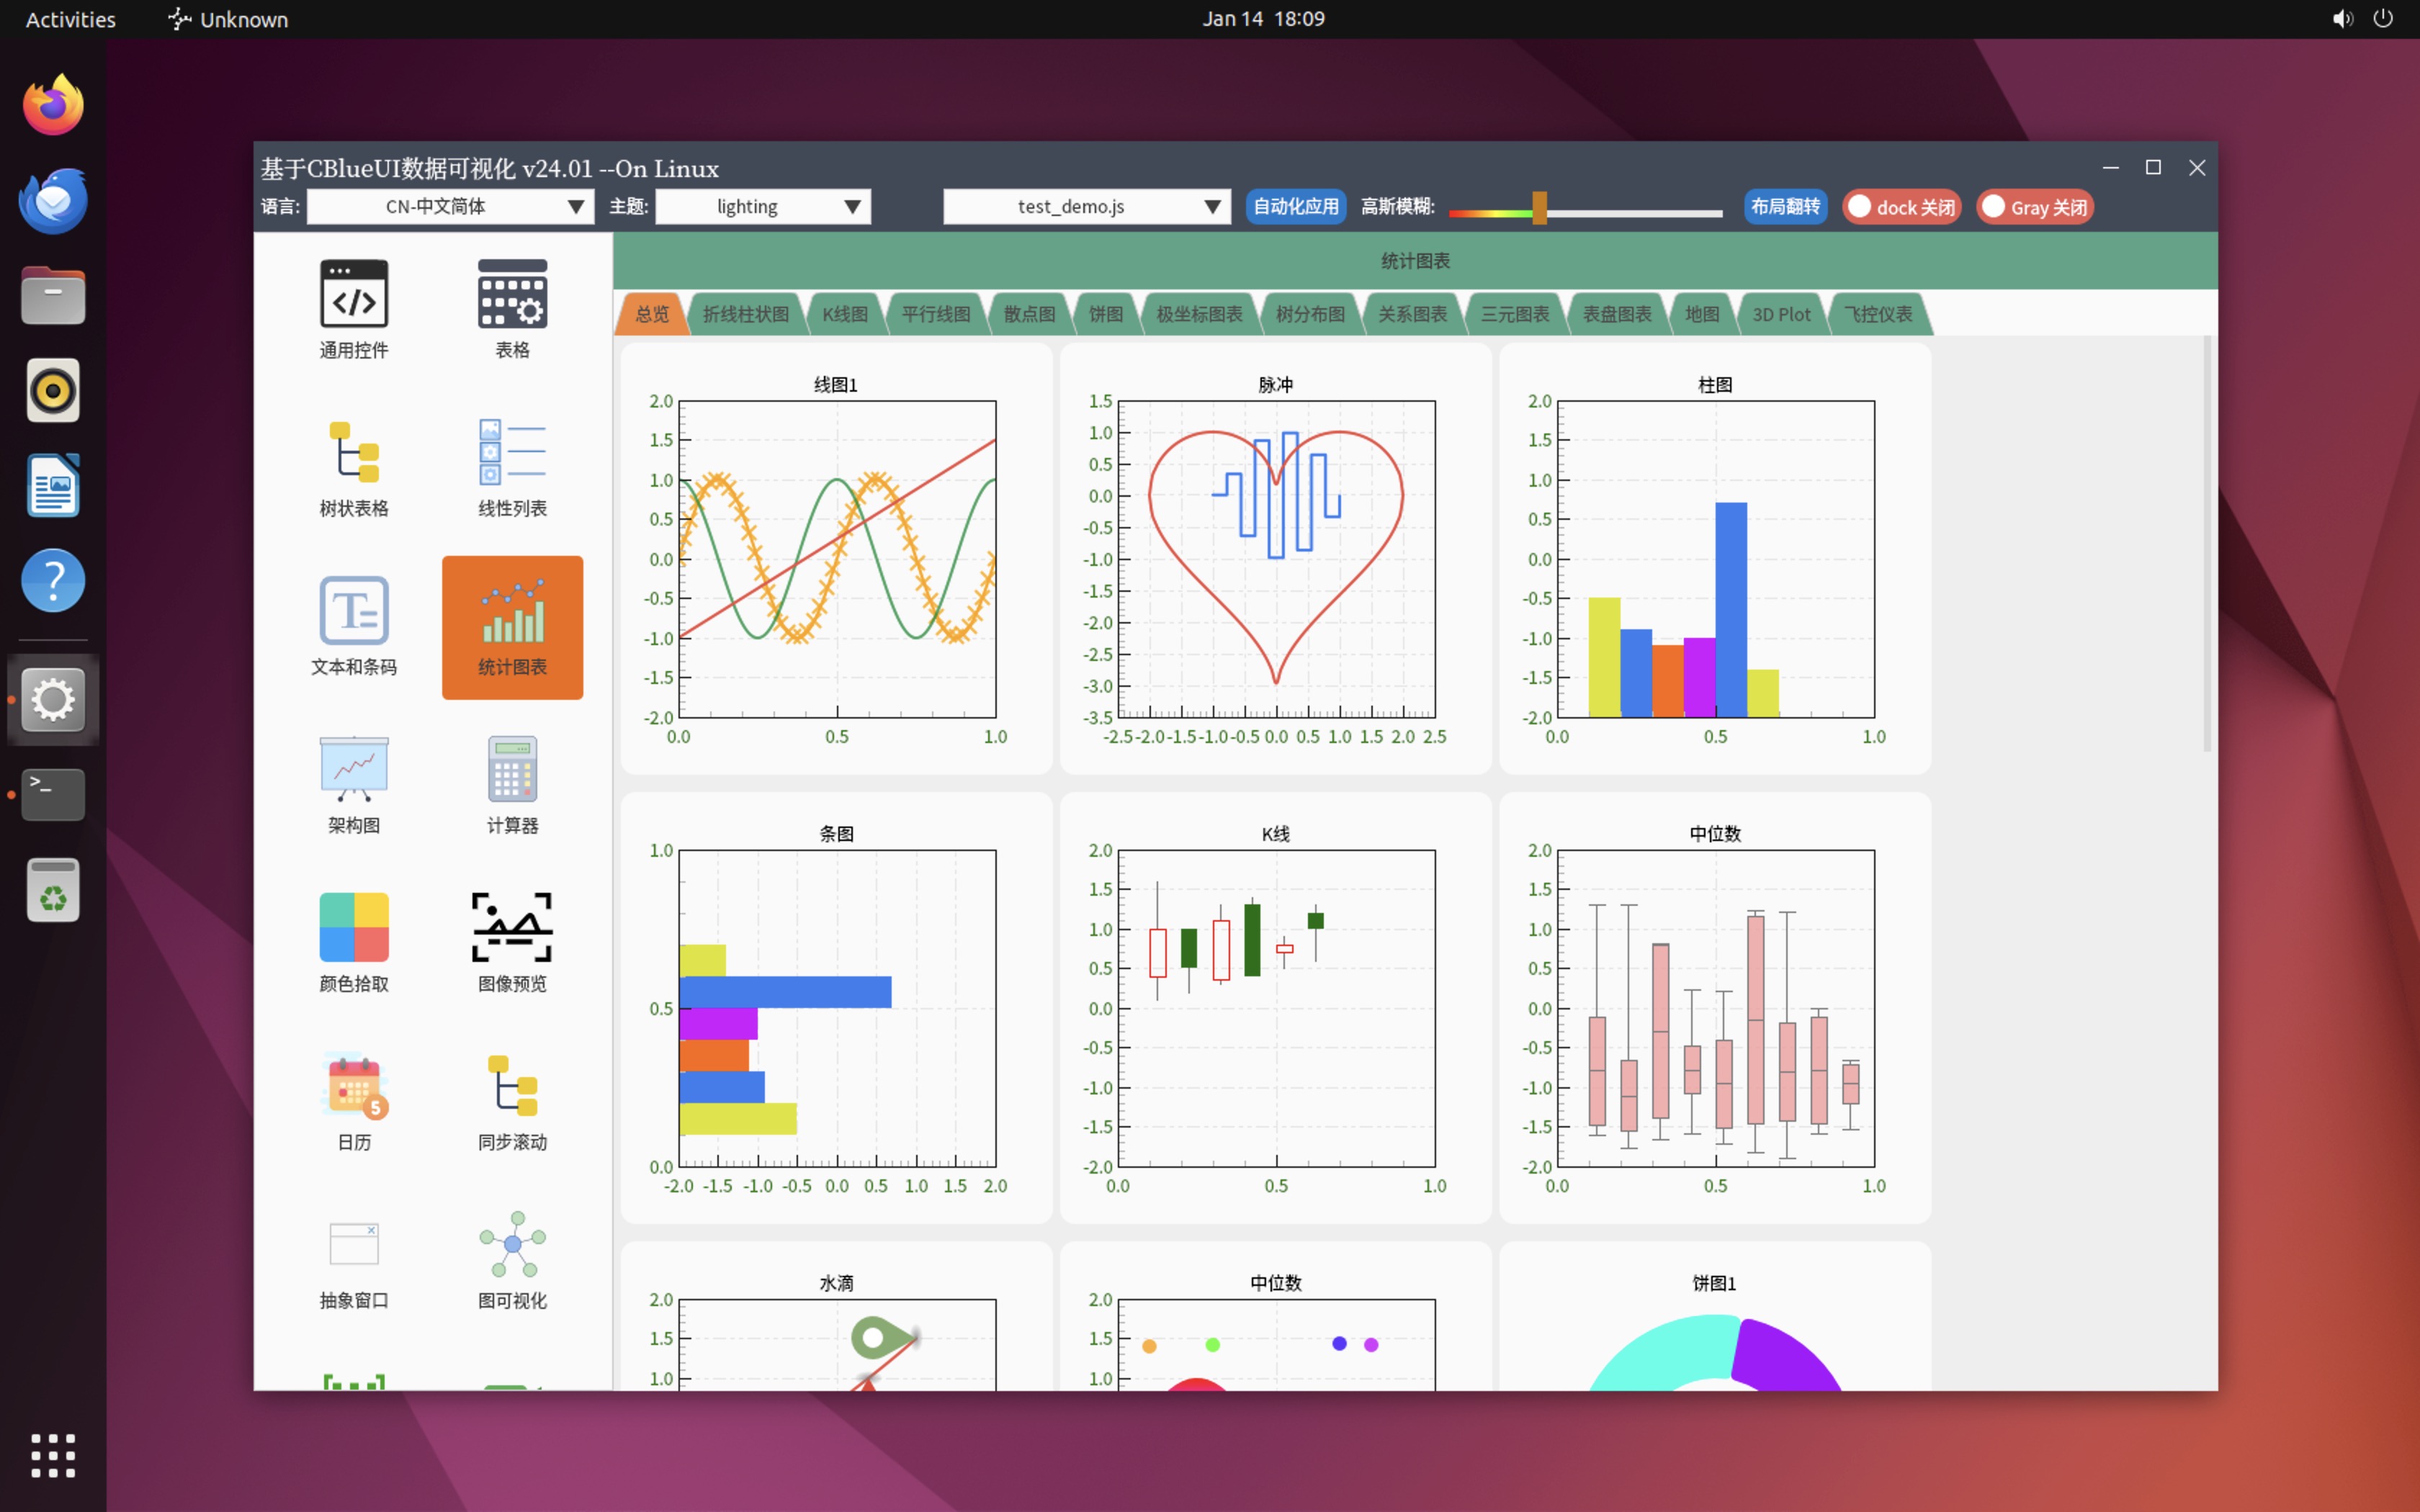 Activities
Unknown
Jan 14 18:09
基于CBlueUI数据可视化 v24.01 --On Linux
语言: CN-中文简体 主题: lighting test_demo.js 自动化应用 高斯模糊: 布局翻转 dock 关闭 Gray 关闭
通用控件 表格
树状表格 线性列表
文本和条码 统计图表
架构图 计算器
颜色拾取 图像预览
5
日历 同步滚动
抽象窗口 图可视化
统计图表
总览 折线柱状图 K线图 平行线图 散点图 饼图 极坐标图表 树分布图 关系图表 三元图表 表盘图表 地图 3D Plot 飞控仪表
线图1
2.0
1.5
1.0
0.5
0.0
-0.5
-1.0
-1.5
-2.0
0.0 0.5 1.0
脉冲
1.5
1.0
0.5
0.0
-0.5
-1.0
-1.5
-2.0
-2.5
-3.0
-3.5
-2.5 -2.0 -1.5 -1.0 -0.5 0.0 0.5 1.0 1.5 2.0 2.5
柱图
2.0
1.5
1.0
0.5
0.0
-0.5
-1.0
-1.5
-2.0
0.0 0.5 1.0
条图
1.0
0.5
0.0
-2.0 -1.5 -1.0 -0.5 0.0 0.5 1.0 1.5 2.0
K线
2.0
1.5
1.0
0.5
0.0
-0.5
-1.0
-1.5
-2.0
0.0 0.5 1.0
中位数
2.0
1.5
1.0
0.5
0.0
-0.5
-1.0
-1.5
-2.0
0.0 0.5 1.0
水滴
2.0
1.5
1.0
中位数
2.0
1.5
1.0
饼图1